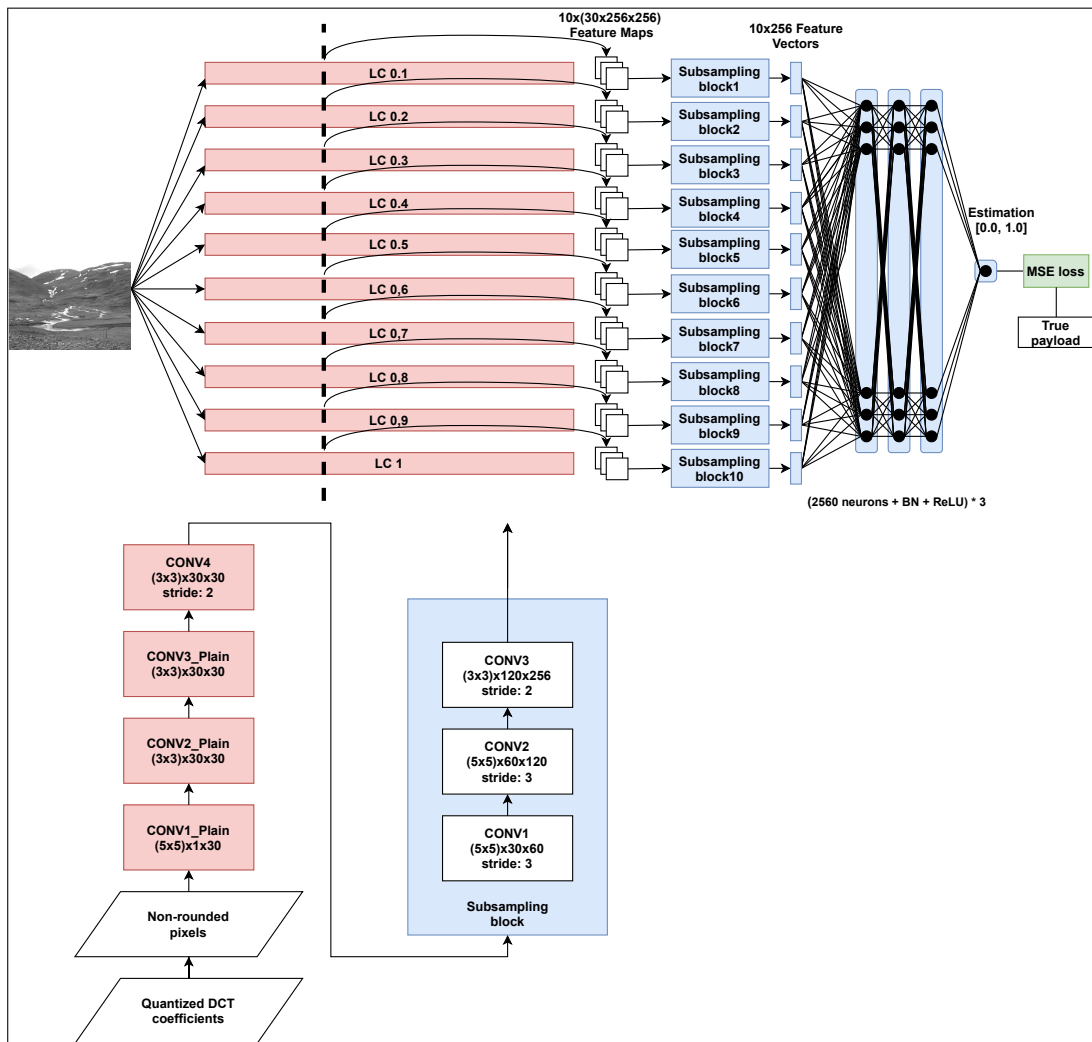 10x(30x256x256)
Feature Maps
10x256 Feature
Vectors
LC 0.1
LC 0.2
LC 0.3
LC 0.4
LC 0.5
LC 0,6
LC 0,7
LC 0,8
LC 0,9
LC 1
Subsampling
block1
Subsampling
block2
Subsampling
block3
Subsampling
block4
Subsampling
block5
Subsampling
block6
Subsampling
block7
Subsampling
block8
Subsampling
block9
Subsampling
block10
Estimation
[0.0, 1.0]
MSE loss
True
payload
(2560 neurons + BN + ReLU) * 3
CONV4
(3x3)x30x30
stride: 2
CONV3_Plain
(3x3)x30x30
CONV2_Plain
(3x3)x30x30
CONV1_Plain
(5x5)x1x30
Non-rounded
pixels
Quantized DCT
coefficients
CONV3
(3x3)x120x256
stride: 2
CONV2
(5x5)x60x120
stride: 3
CONV1
(5x5)x30x60
stride: 3
Subsampling
block